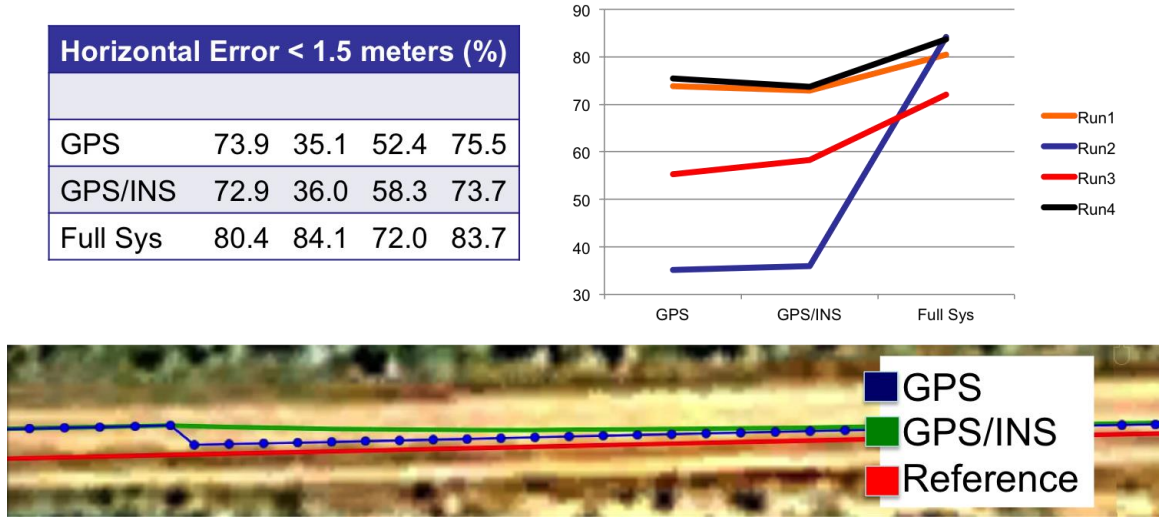 Horizontal Error < 1.5 meters (%)
GPS 73.9 35.1 52.4 75.5
GPS/INS 72.9 36.0 58.3 73.7
Full Sys 80.4 84.1 72.0 83.7
90
80
70
60
50
40
30
GPS GPS/INS Full Sys
Run1
Run2
Run3
Run4
GPS
GPS/INS
Reference